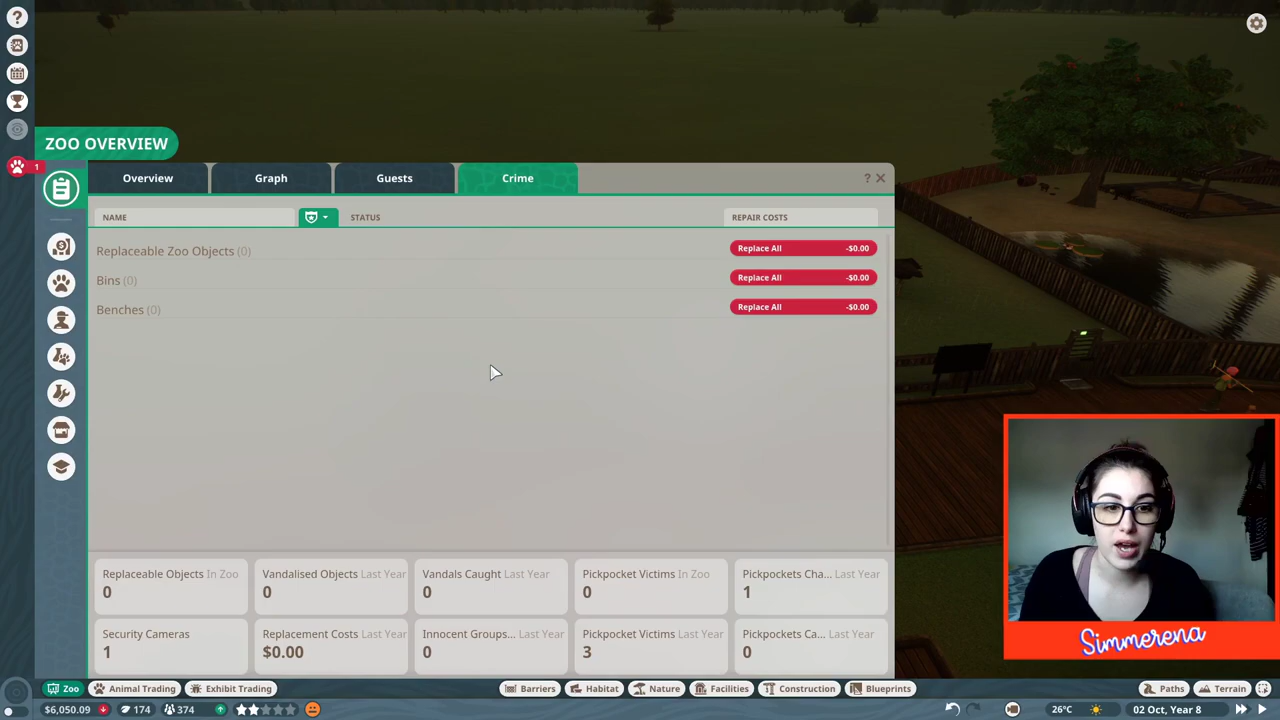 ?
1
ZOO OVERVIEW
Overview
Graph
Guests
Crime
?
NAME
STATUS
REPAIR COSTS
Replaceable Zoo Objects (0)
Replace All -$0.00
Bins (0)
Replace All -$0.00
Benches (0)
Replace All -$0.00
Replaceable Objects In Zoo
0
Vandalised Objects Last Year
0
Vandals Caught Last Year
0
Pickpocket Victims In Zoo
0
Pickpockets Cha... Last Year
1
Security Cameras
1
Replacement Costs Last Year
$0.00
Innocent Groups... Last Year
0
Pickpocket Victims Last Year
3
Pickpockets Ca... Last Year
0
Simmerena
Zoo
Animal Trading
Exhibit Trading
Barriers
Habitat
Nature
Facilities
Construction
Blueprints
Paths
Terrain
$6,050.09
174
374
26°C
02 Oct, Year 8